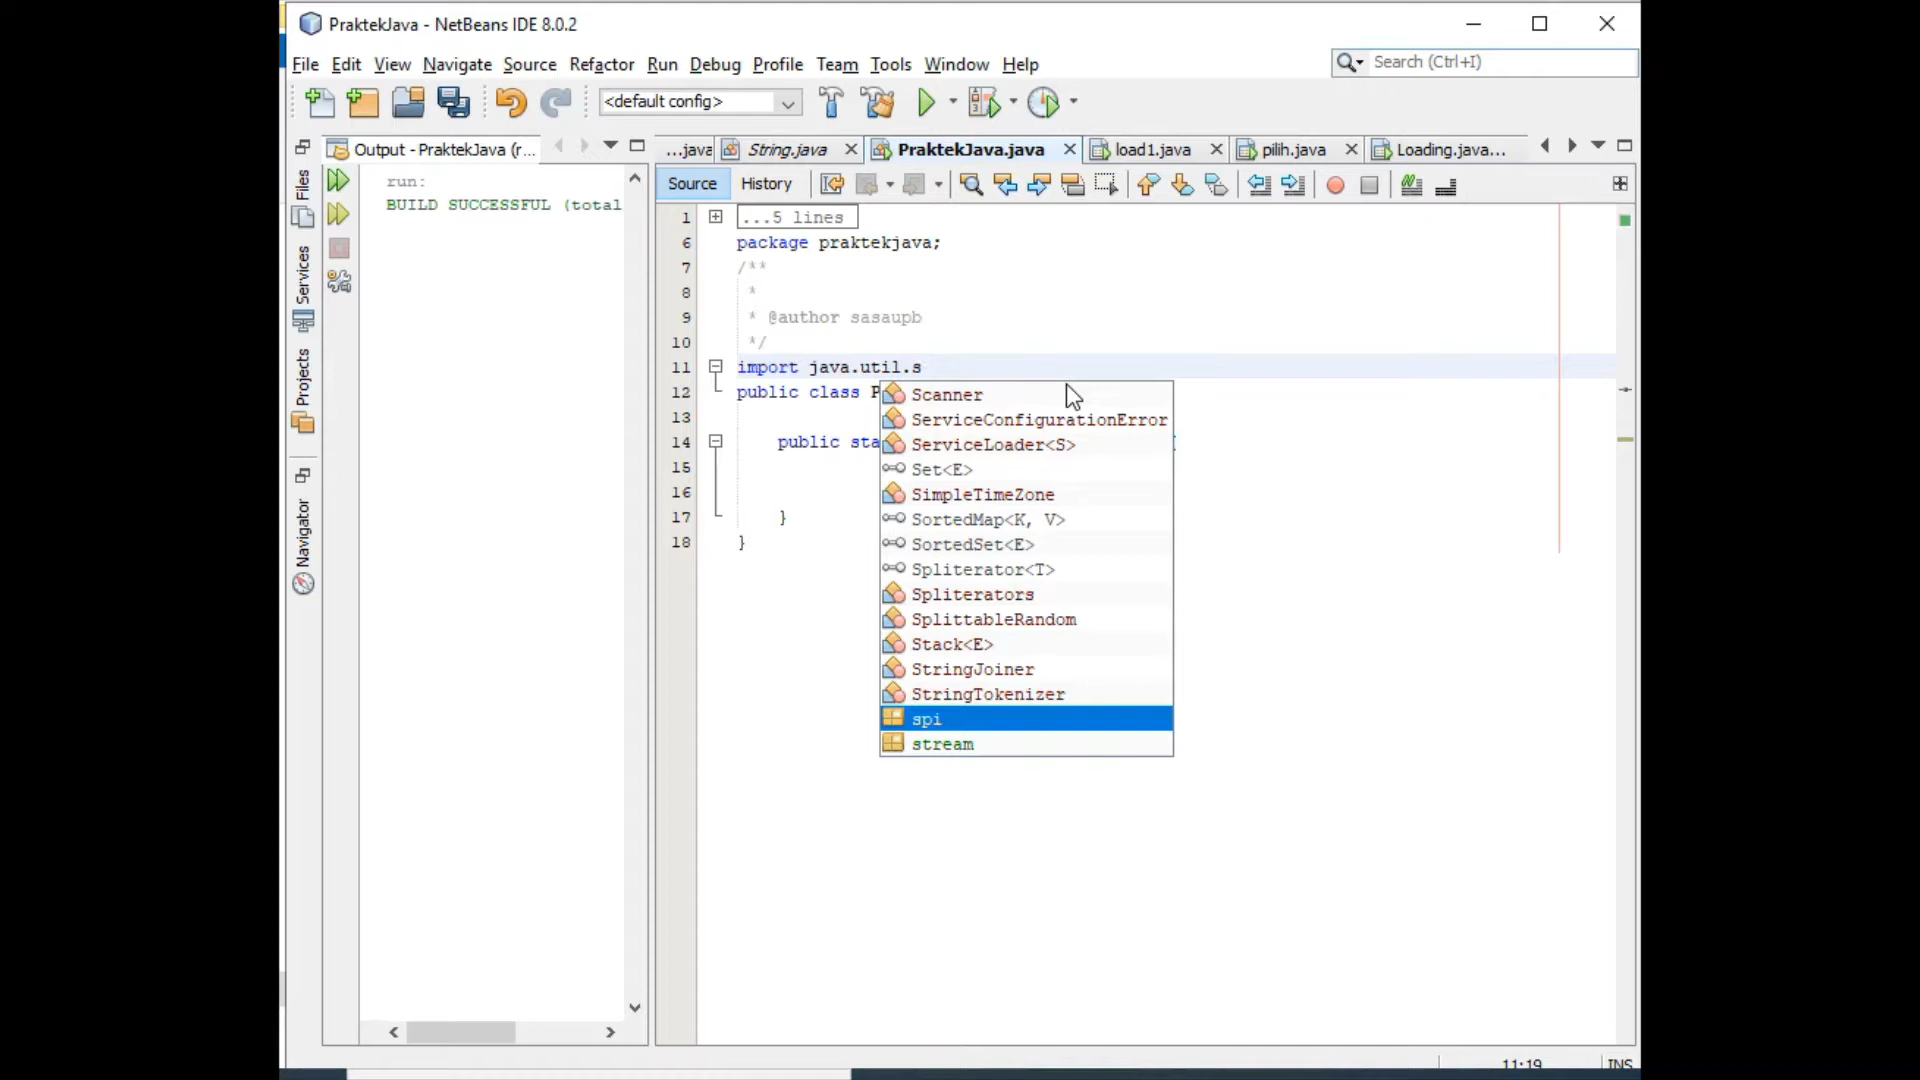 PraktekJava - NetBeans IDE 8.0.2
File Edit View Navigate Source Refactor Run Debug Profile Team Tools Window Help
Search (Ctrl+I)
<default config>
Output - PraktekJava (r...
...java String.java PraktekJava.java load1.java pilih.java Loading.java...
Source History
Files
Services
Projects
Navigator
run:
BUILD SUCCESSFUL (total
1 ...5 lines
6 package praktekjava;
7 /**
8 *
9 * @author sasaupb
10 */
11 import java.util.s
12 public class P
13
14 public sta
15
16
17 }
18 }
Scanner
ServiceConfigurationError
ServiceLoader<S>
Set<E>
SimpleTimeZone
SortedMap<K, V>
SortedSet<E>
Spliterator<T>
Spliterators
SplittableRandom
Stack<E>
StringJoiner
StringTokenizer
spi
stream
11:19 INS